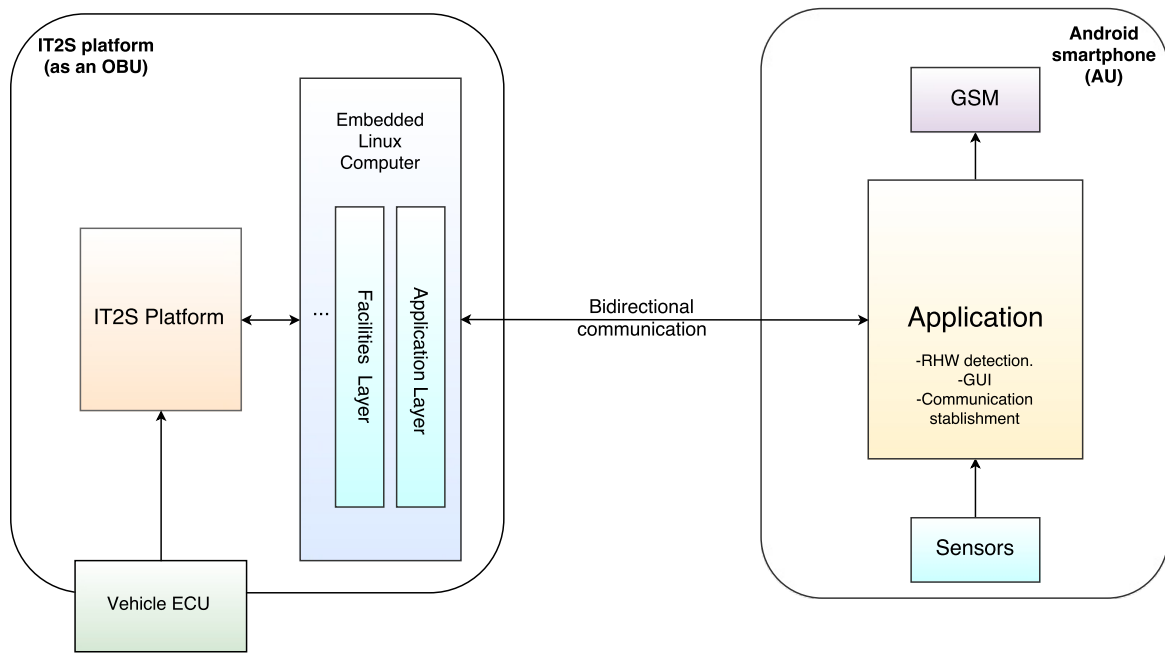 IT2S platform
(as an OBU)
Embedded
Linux
Computer
IT2S Platform
...
Facilities Layer
Application Layer
Vehicle ECU
Bidirectional
communication
Android
smartphone
(AU)
GSM
Application
-RHW detection.
-GUI
-Communication
stablishment
Sensors